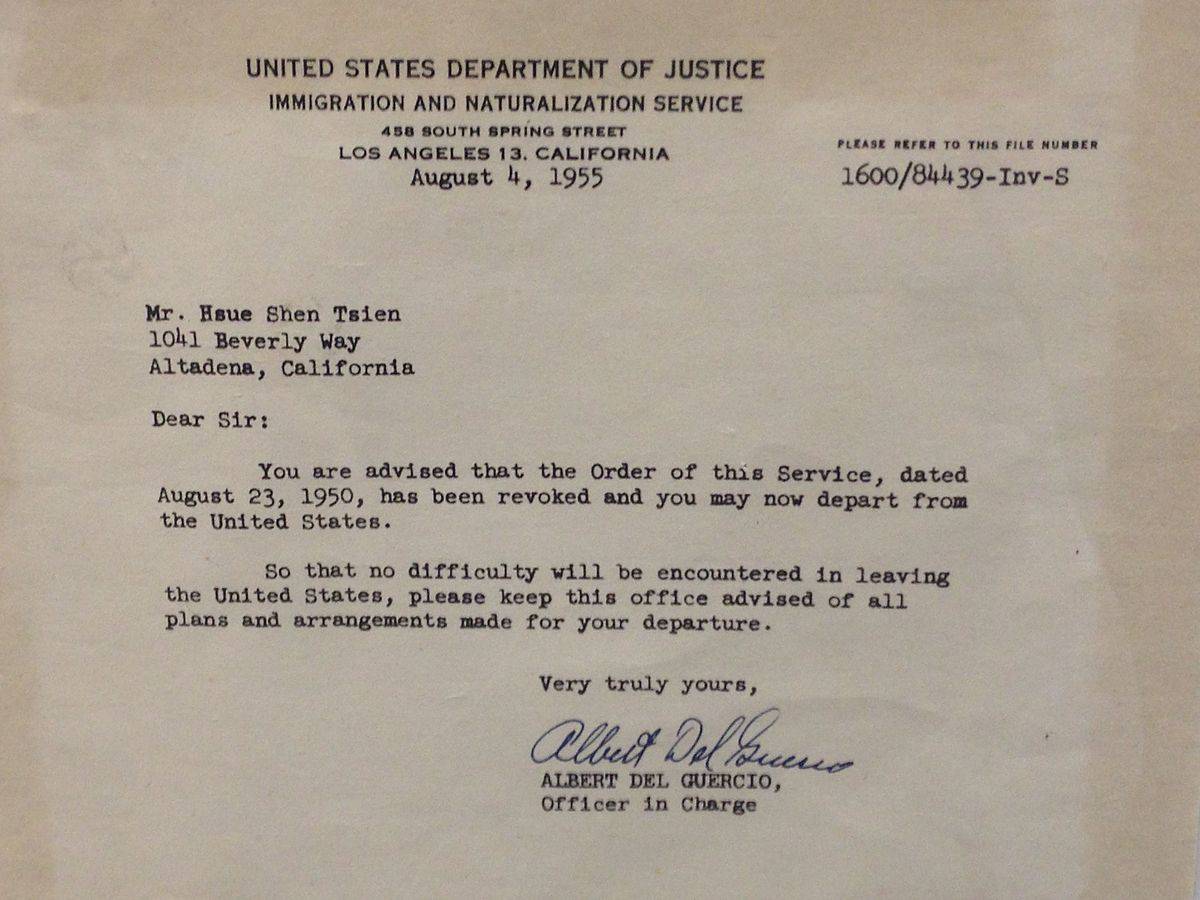 UNITED STATES DEPARTMENT OF JUSTICE
IMMIGRATION AND NATURALIZATION SERVICE
458 SOUTH SPRING STREET
LOS ANGELES 13, CALIFORNIA
August 4, 1955
PLEASE REFER TO THIS FILE NUMBER
1600/84439-Inv-S
Mr. Hsue Shen Tsien
1041 Beverly Way
Altadena, California
Dear Sir:
You are advised that the Order of this Service, dated
August 23, 1950, has been revoked and you may now depart from
the United States.
So that no difficulty will be encountered in leaving
the United States, please keep this office advised of all
plans and arrangements made for your departure.
Very truly yours,
Albert Del Guercio
ALBERT DEL GUERCIO,
Officer in Charge